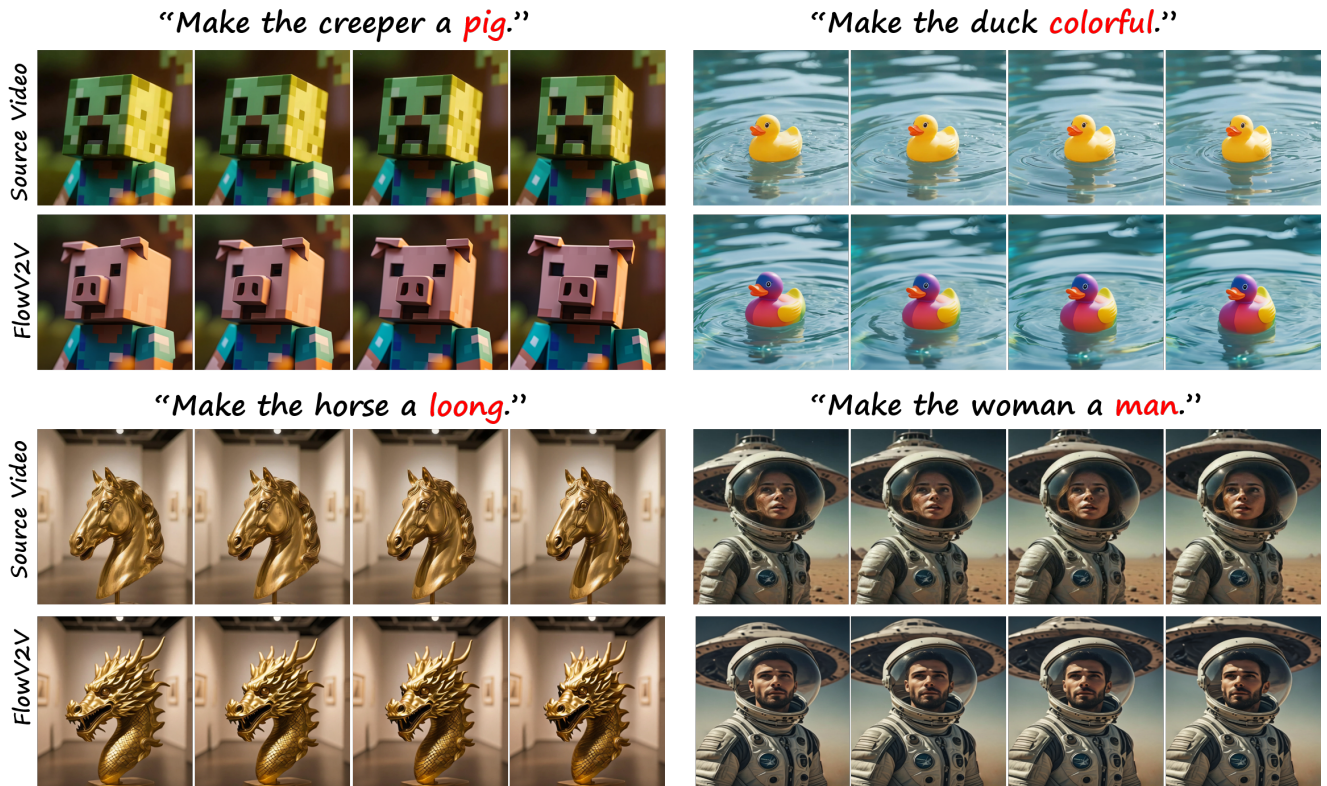 “Make the creeper a pig.”
“Make the duck colorful.”
Source Video
FlowV2V
“Make the horse a loong.”
“Make the woman a man.”
Source Video
FlowV2V